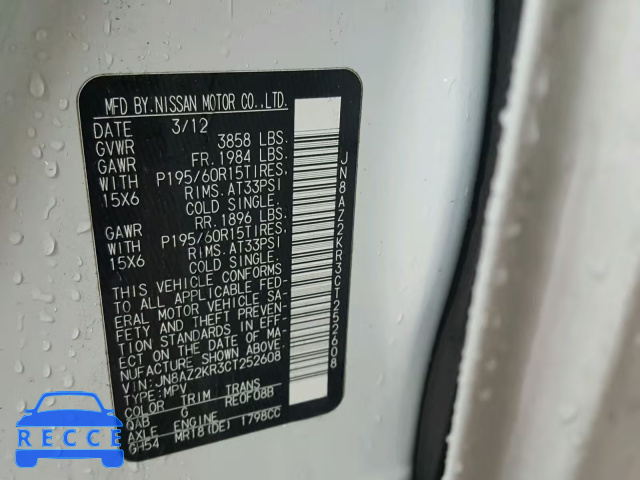 MFD BY.NISSAN MOTOR CO.,LTD.
DATE 3/12
GVWR 3858 LBS.
GAWR FR. 1984 LBS.
WITH P195/60R15TIRES,
15X6 RIMS. AT33PSI
COLD SINGLE.
GAWR RR. 1896 LBS.
WITH P195/60R15TIRES,
15X6 RIMS. AT33PSI
COLD SINGLE.
THIS VEHICLE CONFORMS
TO ALL APPLICABLE FED-
ERAL MOTOR VEHICLE SA-
FETY AND THEFT PREVEN-
TION STANDARDS IN EFF-
ECT ON THE DATE OF MA-
NUFACTURE SHOWN ABOVE.
VIN: JN8AZ2KR3CT252608
TYPE: MPV
COLOR TRIM TRANS
QAB G RE0F08B
AXLE ENGINE
GH54 MR18(DE) 1798CC
JN8AZ2KR3CT252608